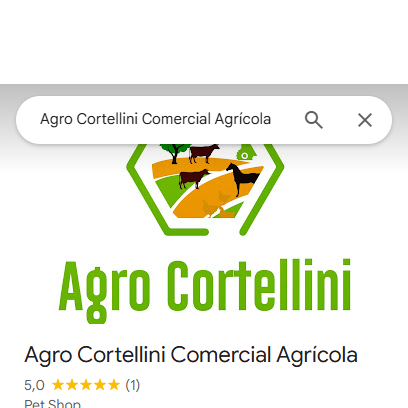 Agro Cortellini Comercial Agrícola
Agro Cortellini
Agro Cortellini Comercial Agrícola
5,0 ★★★★★ (1)
Pet Shop